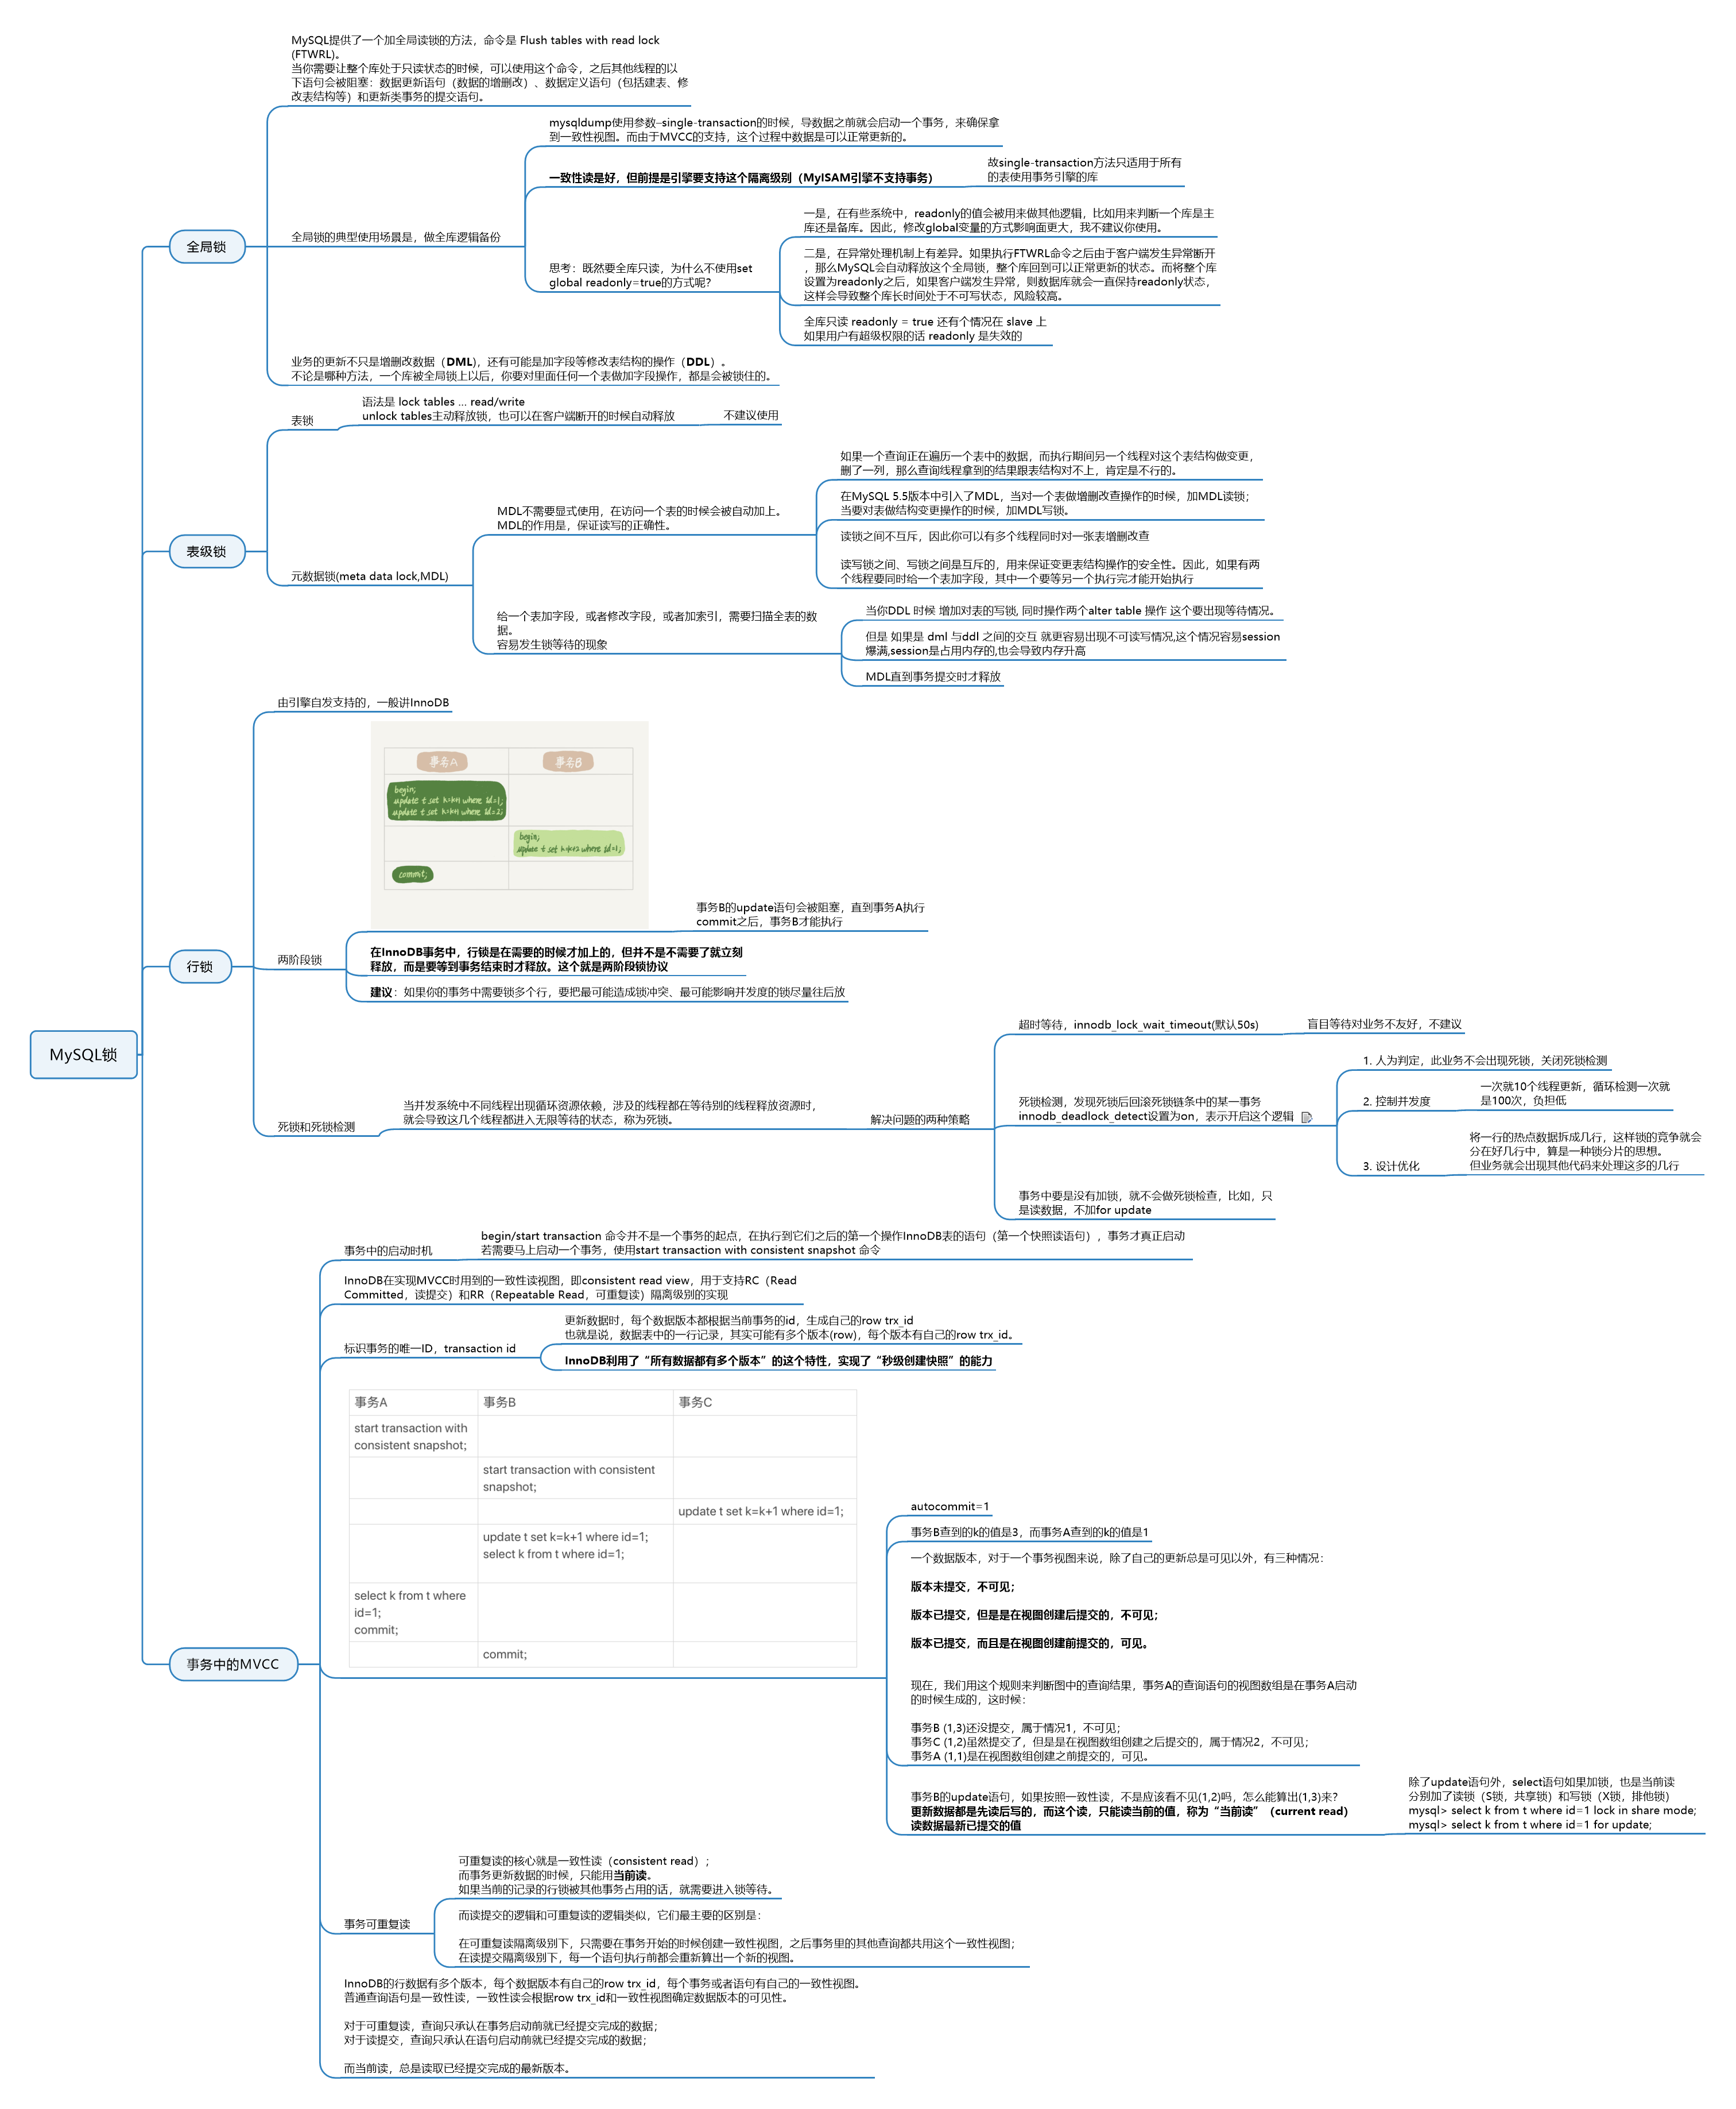 MySQL锁
全局锁
MySQL提供了一个加全局读锁的方法，命令是 Flush tables with read lock
(FTWRL)。
当你需要让整个库处于只读状态的时候，可以使用这个命令，之后其他线程的以
下语句会被阻塞：数据更新语句（数据的增删改）、数据定义语句（包括建表、修
改表结构等）和更新类事务的提交语句。
全局锁的典型使用场景是，做全库逻辑备份
mysqldump使用参数–single-transaction的时候，导数据之前就会启动一个事务，来确保拿
到一致性视图。而由于MVCC的支持，这个过程中数据是可以正常更新的。
一致性读是好，但前提是引擎要支持这个隔离级别（MyISAM引擎不支持事务）
故single-transaction方法只适用于所有
的表使用事务引擎的库
思考：既然要全库只读，为什么不使用set
global readonly=true的方式呢？
一是，在有些系统中，readonly的值会被用来做其他逻辑，比如用来判断一个库是主
库还是备库。因此，修改global变量的方式影响面更大，我不建议你使用。
二是，在异常处理机制上有差异。如果执行FTWRL命令之后由于客户端发生异常断开
，那么MySQL会自动释放这个全局锁，整个库回到可以正常更新的状态。而将整个库
设置为readonly之后，如果客户端发生异常，则数据库就会一直保持readonly状态，
这样会导致整个库长时间处于不可写状态，风险较高。
全库只读 readonly = true 还有个情况在 slave 上
如果用户有超级权限的话 readonly 是失效的
业务的更新不只是增删改数据（DML)，还有可能是加字段等修改表结构的操作（DDL）。
不论是哪种方法，一个库被全局锁上以后，你要对里面任何一个表做加字段操作，都是会被锁住的。
表级锁
表锁
语法是 lock tables ... read/write
unlock tables主动释放锁，也可以在客户端断开的时候自动释放
不建议使用
元数据锁(meta data lock,MDL)
MDL不需要显式使用，在访问一个表的时候会被自动加上。
MDL的作用是，保证读写的正确性。
如果一个查询正在遍历一个表中的数据，而执行期间另一个线程对这个表结构做变更，
删了一列，那么查询线程拿到的结果跟表结构对不上，肯定是不行的。
在MySQL 5.5版本中引入了MDL，当对一个表做增删改查操作的时候，加MDL读锁；
当要对表做结构变更操作的时候，加MDL写锁。
读锁之间不互斥，因此你可以有多个线程同时对一张表增删改查
读写锁之间、写锁之间是互斥的，用来保证变更表结构操作的安全性。因此，如果有两
个线程要同时给一个表加字段，其中一个要等另一个执行完才能开始执行
给一个表加字段，或者修改字段，或者加索引，需要扫描全表的数
据。
容易发生锁等待的现象
当你DDL 时候 增加对表的写锁, 同时操作两个alter table 操作 这个要出现等待情况。
但是 如果是 dml 与ddl 之间的交互 就更容易出现不可读写情况,这个情况容易session
爆满,session是占用内存的,也会导致内存升高
MDL直到事务提交时才释放
行锁
由引擎自发支持的，一般讲InnoDB
两阶段锁
事务A
事务B
begin;
update t set k=k+1 where id=1;
update t set k=k+1 where id=2;
begin;
update t set k=k+2 where id=1;
commit;
事务B的update语句会被阻塞，直到事务A执行
commit之后，事务B才能执行
在InnoDB事务中，行锁是在需要的时候才加上的，但并不是不需要了就立刻
释放，而是要等到事务结束时才释放。这个就是两阶段锁协议
建议：如果你的事务中需要锁多个行，要把最可能造成锁冲突、最可能影响并发度的锁尽量往后放
死锁和死锁检测
当并发系统中不同线程出现循环资源依赖，涉及的线程都在等待别的线程释放资源时，
就会导致这几个线程都进入无限等待的状态，称为死锁。
解决问题的两种策略
超时等待，innodb_lock_wait_timeout(默认50s)
盲目等待对业务不友好，不建议
死锁检测，发现死锁后回滚死锁链条中的某一事务
innodb_deadlock_detect设置为on，表示开启这个逻辑
1. 人为判定，此业务不会出现死锁，关闭死锁检测
2. 控制并发度
一次就10个线程更新，循环检测一次就
是100次，负担低
3. 设计优化
将一行的热点数据拆成几行，这样锁的竞争就会
分在好几行中，算是一种锁分片的思想。
但业务就会出现其他代码来处理这多的几行
事务中要是没有加锁，就不会做死锁检查，比如，只
是读数据，不加for update
事务中的MVCC
事务中的启动时机
begin/start transaction 命令并不是一个事务的起点，在执行到它们之后的第一个操作InnoDB表的语句（第一个快照读语句），事务才真正启动
若需要马上启动一个事务，使用start transaction with consistent snapshot 命令
InnoDB在实现MVCC时用到的一致性读视图，即consistent read view，用于支持RC（Read
Committed，读提交）和RR（Repeatable Read，可重复读）隔离级别的实现
标识事务的唯一ID，transaction id
更新数据时，每个数据版本都根据当前事务的id，生成自己的row trx_id
也就是说，数据表中的一行记录，其实可能有多个版本(row)，每个版本有自己的row trx_id。
InnoDB利用了“所有数据都有多个版本”的这个特性，实现了“秒级创建快照”的能力
事务A
事务B
事务C
start transaction with
consistent snapshot;
start transaction with consistent
snapshot;
update t set k=k+1 where id=1;
update t set k=k+1 where id=1;
select k from t where id=1;
select k from t where
id=1;
commit;
commit;
autocommit=1
事务B查到的k的值是3，而事务A查到的k的值是1
一个数据版本，对于一个事务视图来说，除了自己的更新总是可见以外，有三种情况：
版本未提交，不可见；
版本已提交，但是是在视图创建后提交的，不可见；
版本已提交，而且是在视图创建前提交的，可见。
现在，我们用这个规则来判断图中的查询结果，事务A的查询语句的视图数组是在事务A启动
的时候生成的，这时候：
事务B (1,3)还没提交，属于情况1，不可见；
事务C (1,2)虽然提交了，但是是在视图数组创建之后提交的，属于情况2，不可见；
事务A (1,1)是在视图数组创建之前提交的，可见。
事务B的update语句，如果按照一致性读，不是应该看不见(1,2)吗，怎么能算出(1,3)来？
更新数据都是先读后写的，而这个读，只能读当前的值，称为“当前读”（current read）
读数据最新已提交的值
除了update语句外，select语句如果加锁，也是当前读
分别加了读锁（S锁，共享锁）和写锁（X锁，排他锁）
mysql> select k from t where id=1 lock in share mode;
mysql> select k from t where id=1 for update;
事务可重复读
可重复读的核心就是一致性读（consistent read）；
而事务更新数据的时候，只能用当前读。
如果当前的记录的行锁被其他事务占用的话，就需要进入锁等待。
而读提交的逻辑和可重复读的逻辑类似，它们最主要的区别是：
在可重复读隔离级别下，只需要在事务开始的时候创建一致性视图，之后事务里的其他查询都共用这个一致性视图；
在读提交隔离级别下，每一个语句执行前都会重新算出一个新的视图。
InnoDB的行数据有多个版本，每个数据版本有自己的row trx_id，每个事务或者语句有自己的一致性视图。
普通查询语句是一致性读，一致性读会根据row trx_id和一致性视图确定数据版本的可见性。
对于可重复读，查询只承认在事务启动前就已经提交完成的数据；
对于读提交，查询只承认在语句启动前就已经提交完成的数据；
而当前读，总是读取已经提交完成的最新版本。